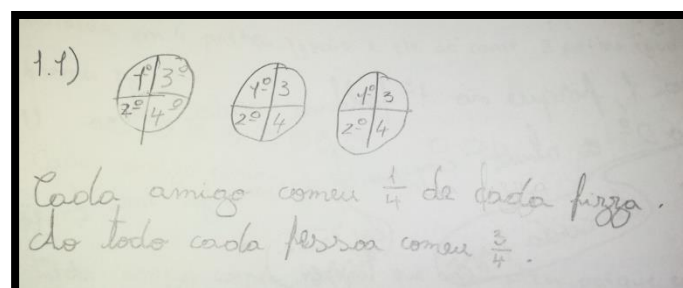 1.1)
1º 3º 2º 4º
1º 3 2º 4
1º 3 2º 4
Cada amigo comeu 1/4 de cada pizza.
Ao todo cada pessoa comeu 3/4.